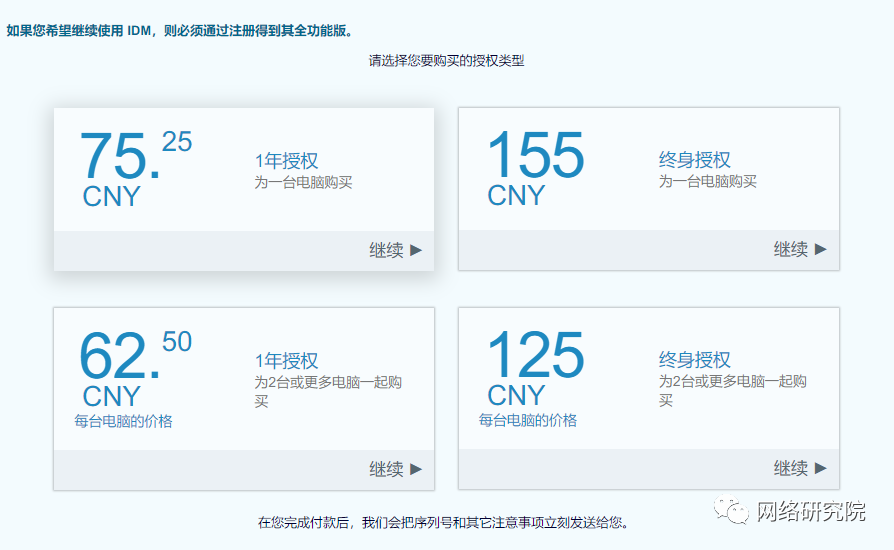 如果您希望继续使用 IDM，则必须通过注册得到其全功能版。
请选择您要购买的授权类型
75.25
CNY
1年授权
为一台电脑购买
继续 ▶
155
CNY
终身授权
为一台电脑购买
继续 ▶
62.50
CNY
每台电脑的价格
1年授权
为2台或更多电脑一起购
买
继续 ▶
125
CNY
每台电脑的价格
终身授权
为2台或更多电脑一起购
买
继续 ▶
在您完成付款后，我们会把序列号和其它注意事项立刻发送给您。
网络研究院